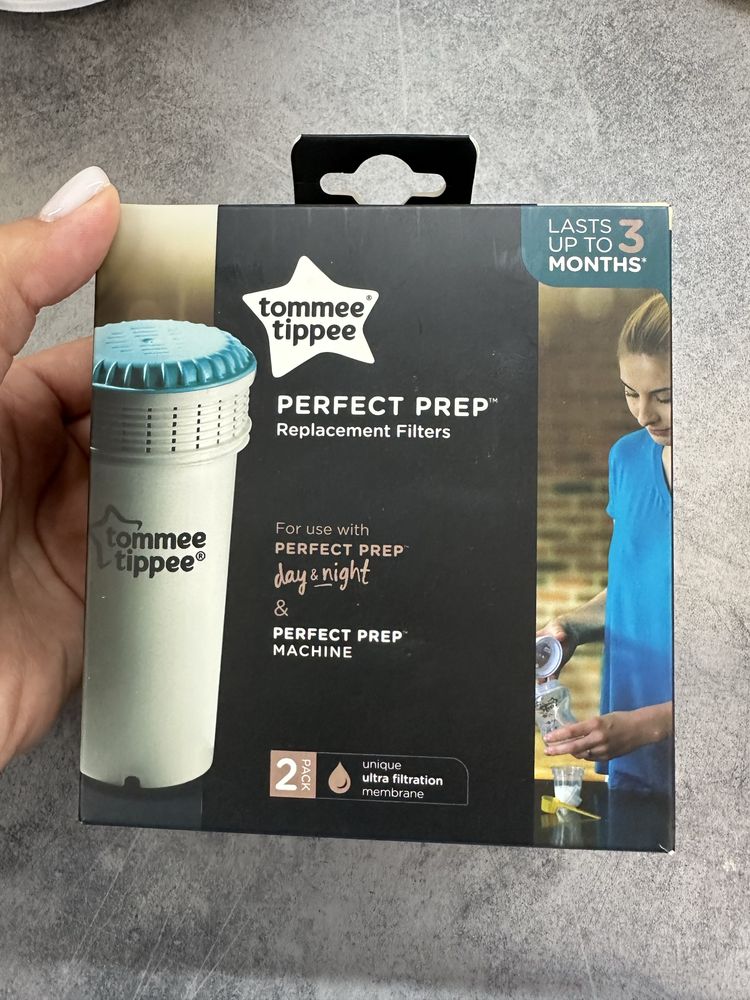 LASTS
UP TO 3
MONTHS*
tommee®
tippee
PERFECT PREP™
Replacement Filters
tommee
tippee®
For use with
PERFECT PREP™
day & night
&
PERFECT PREP™
MACHINE
2 PACK
unique
ultra filtration
membrane